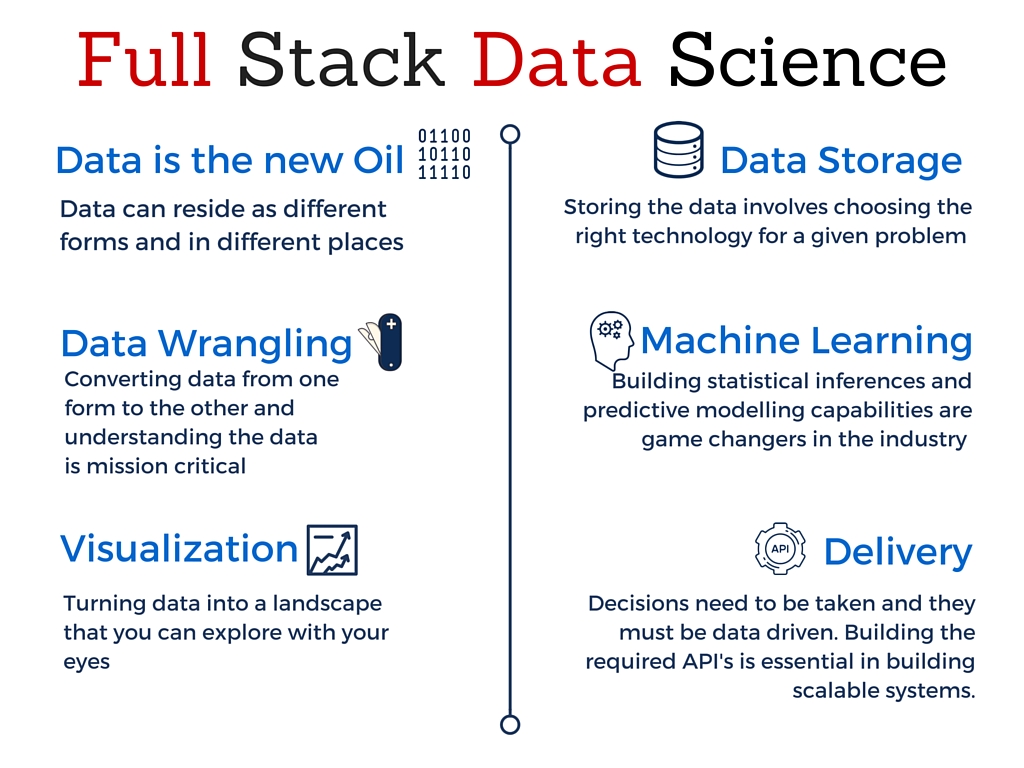 Full Stack Data Science
Data is the new Oil
01100
10110
11110
Data can reside as different
forms and in different places
Data Storage
Storing the data involves choosing the
right technology for a given problem
Data Wrangling
Converting data from one
form to the other and
understanding the data
is mission critical
Machine Learning
Building statistical inferences and
predictive modelling capabilities are
game changers in the industry
Visualization
Turning data into a landscape
that you can explore with your
eyes
API
Delivery
Decisions need to be taken and they
must be data driven. Building the
required API's is essential in building
scalable systems.